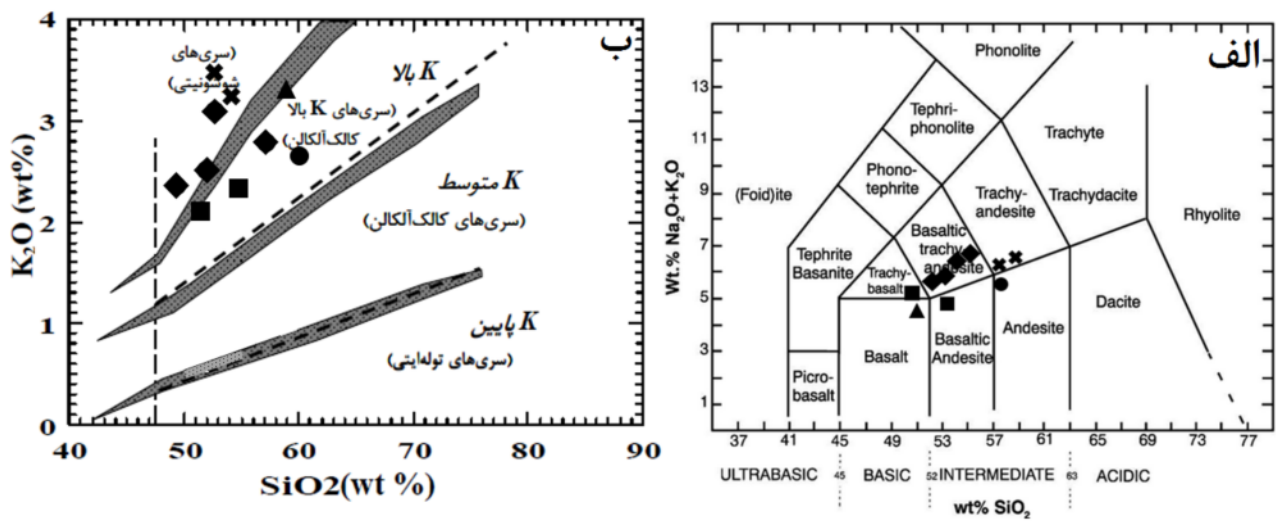 ب
4
3
2
1
0
40
50
60
70
80
90
K₂O (wt%)
SiO2(wt %)
(سری‌های
شوشونیتی)
K بالا
(سری‌های K بالا
کالک‌آلکالن)
K متوسط
(سری‌های کالک‌آلکالن)
K پایین
(سری‌های توله‌ایتی)
الف
Wt.% Na₂O+K₂O
13
11
9
7
5
3
1
Phonolite
Tephri-
phonolite
Trachyte
Phono-
tephrite
(Foid)ite
Trachy-
andesite
Trachydacite
Rhyolite
Basaltic
trachy
andesite
Tephrite
Basanite
Trachy-
basalt
Dacite
Andesite
Basaltic
Andesite
Basalt
Picro-
basalt
37
41
45
49
53
57
61
65
69
73
77
ULTRABASIC
45
BASIC
52
INTERMEDIATE
63
ACIDIC
wt% SiO₂